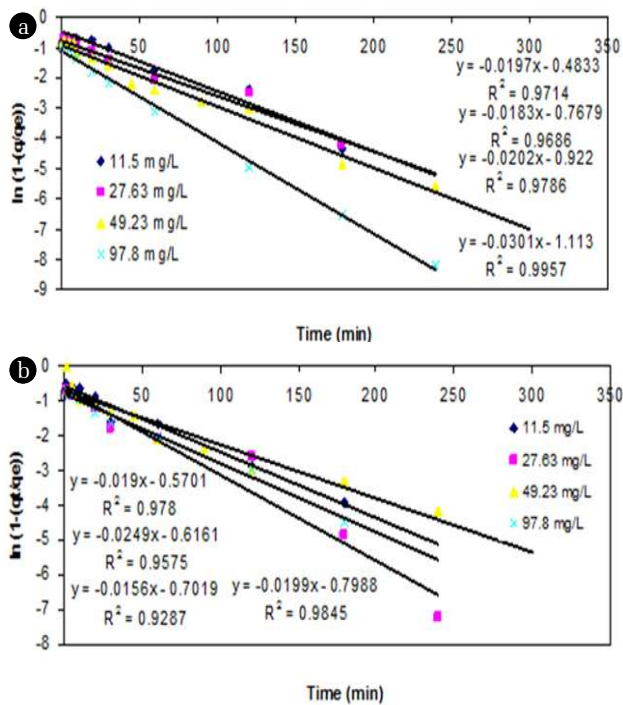 a
0
0 50 100 150 200 250 300 350
-1
-2
-3
-4
-5
-6
-7
-8
-9
ln (1-(q/qe))
y = -0.0197x - 0.4833
R² = 0.9714
y = -0.0183x - 0.7679
R² = 0.9686
y = -0.0202x - 0.922
R² = 0.9786
y = -0.0301x - 1.113
R² = 0.9957
11.5 mg/L
27.63 mg/L
49.23 mg/L
97.8 mg/L
Time (min)
b
0
0 50 100 150 200 250 300 350
-1
-2
-3
-4
-5
-6
-7
-8
ln (1-(qt/qe))
11.5 mg/L
27.63 mg/L
49.23 mg/L
97.8 mg/L
y = -0.019x - 0.5701
R² = 0.978
y = -0.0249x - 0.6161
R² = 0.9575
y = -0.0156x - 0.7019
R² = 0.9287
y = -0.0199x - 0.7988
R² = 0.9845
Time (min)